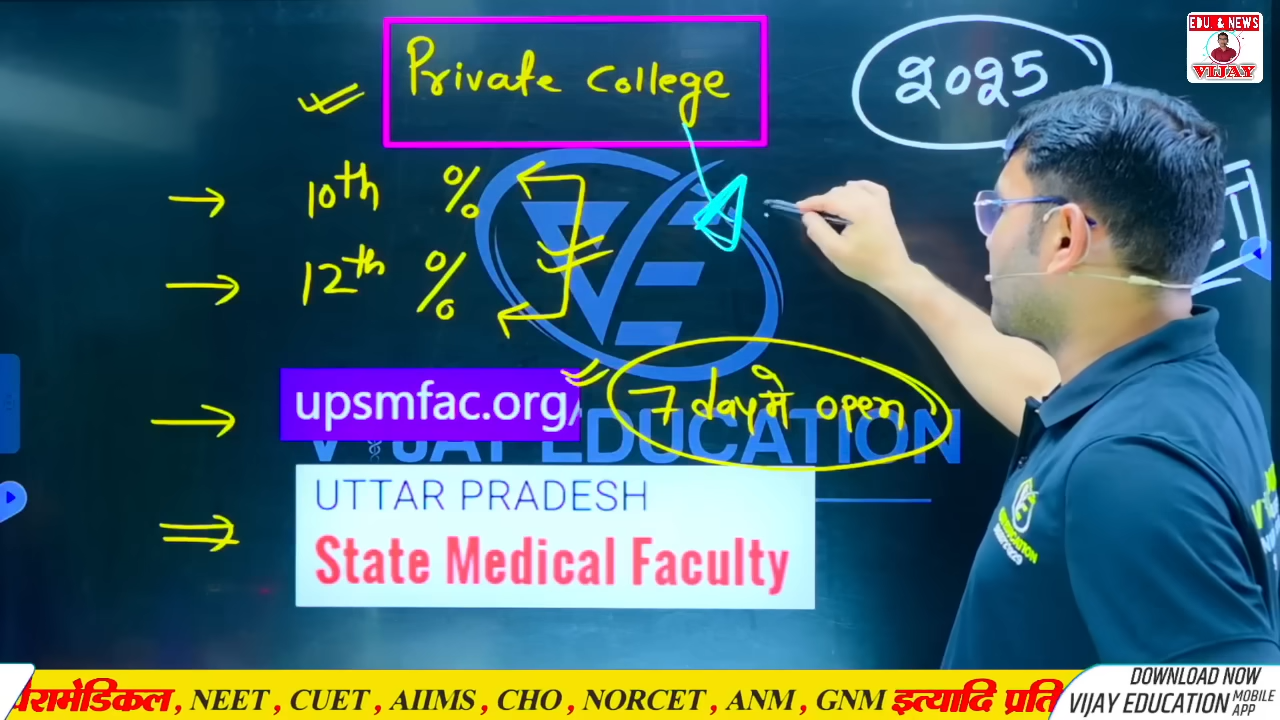 EDU. & NEWS
VIJAY
Private College
2025
10th %
12th %
upsmfac.org/
7 day में open
VIJAY EDUCATION
UTTAR PRADESH
State Medical Faculty
पैरामेडिकल, NEET, CUET, AIIMS, CHO, NORCET, ANM, GNM इत्यादि प्रति
DOWNLOAD NOW
VIJAY EDUCATION MOBILE APP